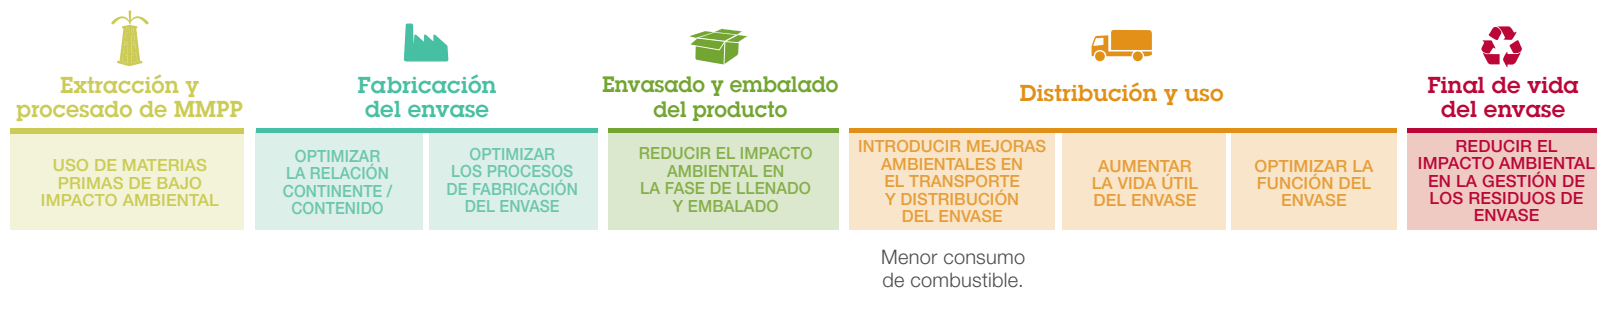 Extracción y
procesado de MMPP
USO DE MATERIAS
PRIMAS DE BAJO
IMPACTO AMBIENTAL
Fabricación
del envase
OPTIMIZAR
LA RELACIÓN
CONTINENTE /
CONTENIDO
OPTIMIZAR
LOS PROCESOS
DE FABRICACIÓN
DEL ENVASE
Envasado y embalado
del producto
REDUCIR EL IMPACTO
AMBIENTAL EN
LA FASE DE LLENADO
Y EMBALADO
Distribución y uso
INTRODUCIR MEJORAS
AMBIENTALES EN
EL TRANSPORTE
Y DISTRIBUCIÓN
DEL ENVASE
Menor consumo
de combustible.
AUMENTAR
LA VIDA ÚTIL
DEL ENVASE
OPTIMIZAR LA
FUNCIÓN DEL
ENVASE
Final de vida
del envase
REDUCIR EL
IMPACTO AMBIENTAL
EN LA GESTIÓN DE
LOS RESIDUOS DE
ENVASE